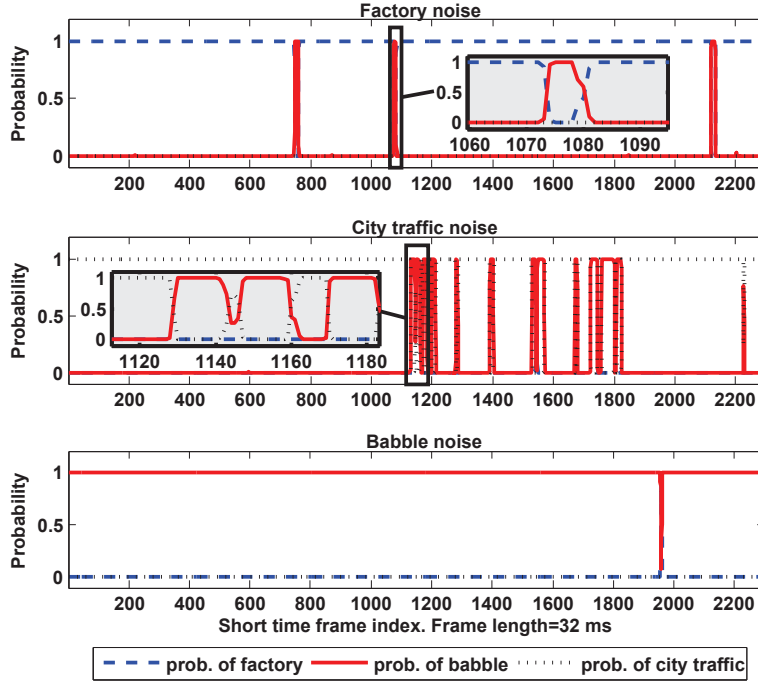 Factory noise
Probability
1
0.5
0
1
0.5
0
1060 1070 1080 1090
200 400 600 800 1000 1200 1400 1600 1800 2000 2200
City traffic noise
Probability
1
0.5
0
1
0.5
0
1120 1140 1160 1180
200 400 600 800 1000 1200 1400 1600 1800 2000 2200
Babble noise
Probability
1
0.5
0
200 400 600 800 1000 1200 1400 1600 1800 2000 2200
Short time frame index. Frame length=32 ms
prob. of factory prob. of babble prob. of city traffic